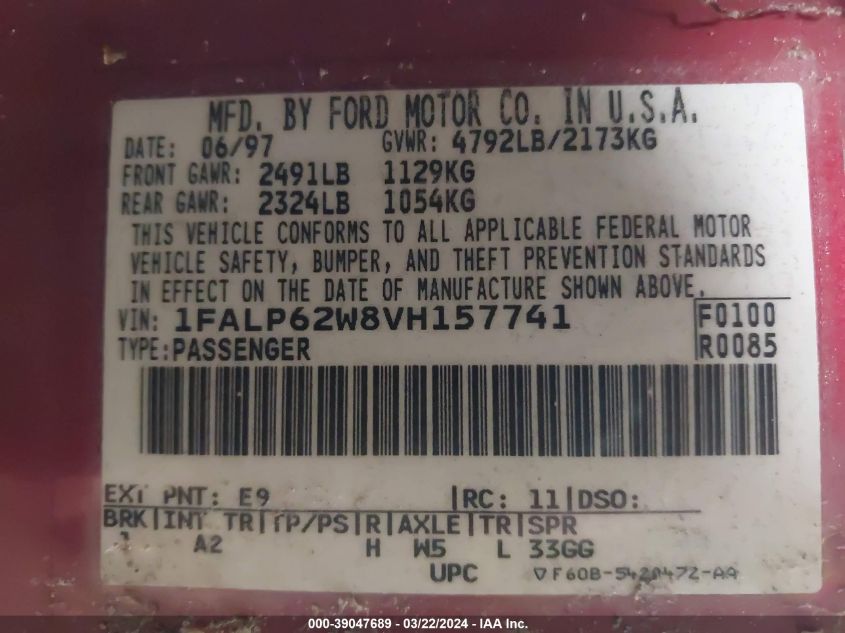 MFD. BY FORD MOTOR CO. IN U.S.A.
DATE: 06/97 GVWR: 4792LB/2173KG
FRONT GAWR: 2491LB 1129KG
REAR GAWR: 2324LB 1054KG
THIS VEHICLE CONFORMS TO ALL APPLICABLE FEDERAL MOTOR
VEHICLE SAFETY, BUMPER, AND THEFT PREVENTION STANDARDS
IN EFFECT ON THE DATE OF MANUFACTURE SHOWN ABOVE.
VIN: 1FALP62W8VH157741 F0100
TYPE: PASSENGER R0085
EXT PNT: E9 |RC: 11|DSO:
BRK|INT TR|TP/PS|R|AXLE|TR|SPR
A2 H W5 L 33GG
UPC ▽F60B-5420472-AA
000-39047689 - 03/22/2024 - IAA Inc.